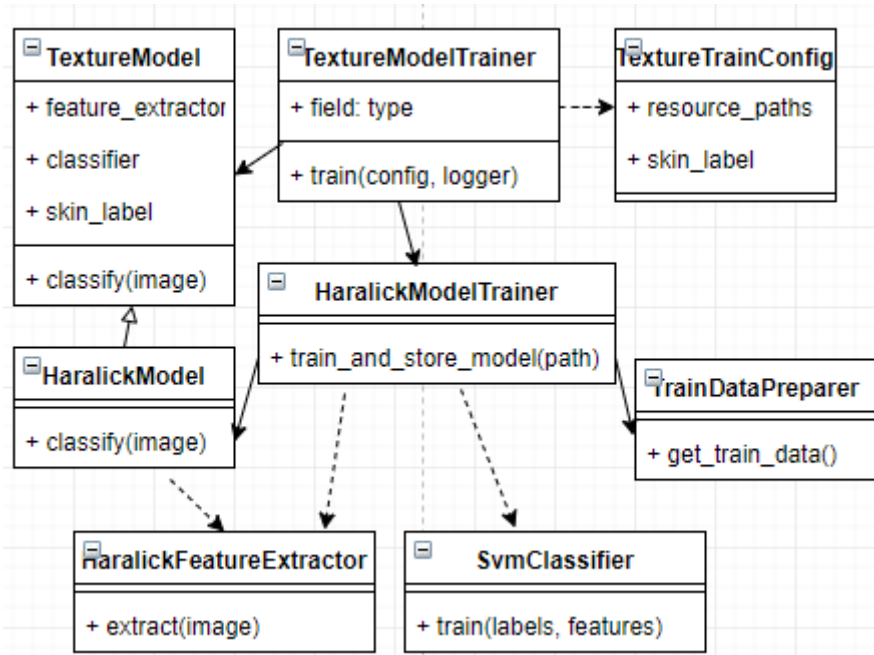 TextureModel
+ feature_extractor
+ classifier
+ skin_label
+ classify(image)
TextureModelTrainer
+ field: type
+ train(config, logger)
TextureTrainConfig
+ resource_paths
+ skin_label
HaralickModelTrainer
+ train_and_store_model(path)
HaralickModel
+ classify(image)
TrainDataPreparer
+ get_train_data()
HaralickFeatureExtractor
+ extract(image)
SvmClassifier
+ train(labels, features)